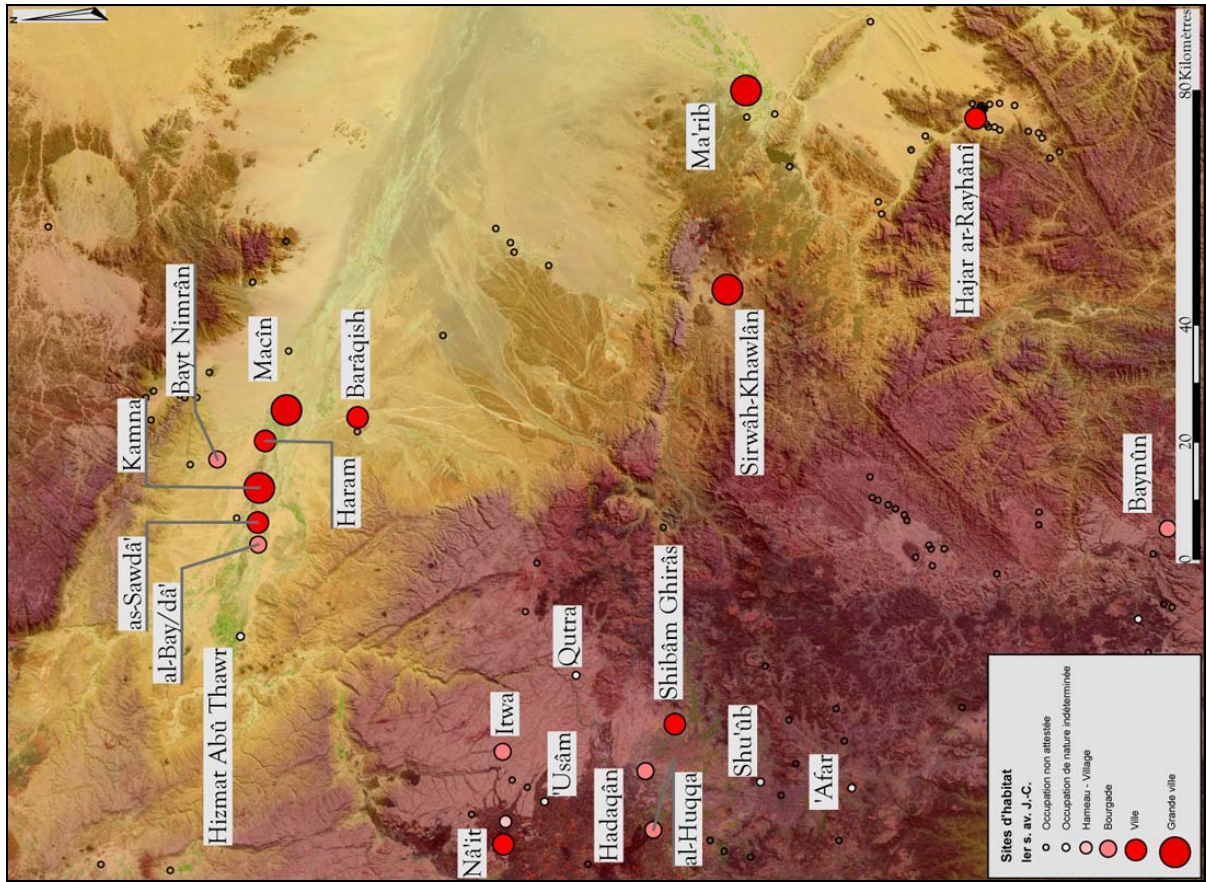 N
Kamna
as-Sawdâ'
al-Bay/dâ'
Bayt Nimrân
Hizmat Abû Thawr
Macîn
Haram
Barâqish
Nâ'it
Itwa
'Usâm
Qutra
Hadaqân
Shibâm Ghirâs
al-Huqqa
Ma'rib
Shu'ûb
Sirwâh-Khawlân
'Afar
Hajar ar-Rayhânî
Baynûn
Sites d'habitat
Ier s. av. J.-C.
Occupation non attestée
Occupation de nature indéterminée
Hameau - Village
Bourgade
Ville
Grande ville
0 20 40 80 Kilomètres